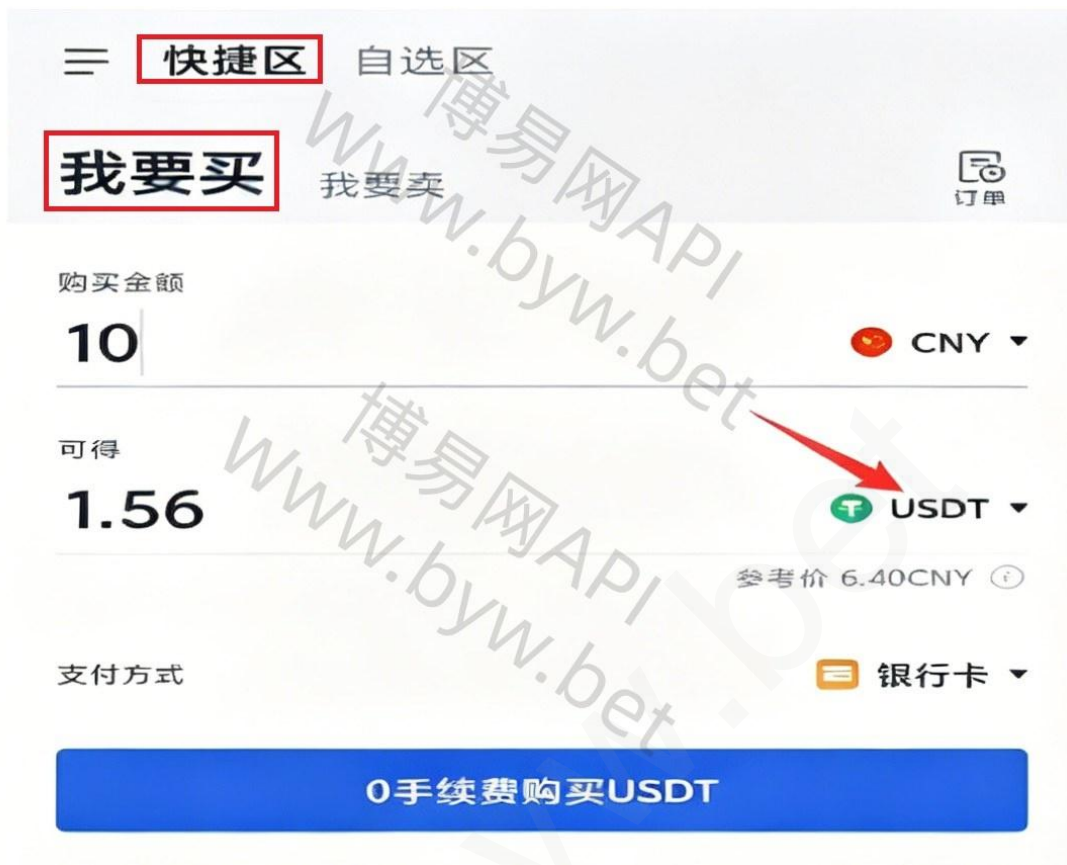 快捷区 自选区
我要买 我要卖
订单
购买金额
10 CNY
可得
1.56 USDT
参考价 6.40CNY
支付方式 银行卡
0手续费购买USDT
博易网API
www.byw.bet
博易网API
www.byw.bet